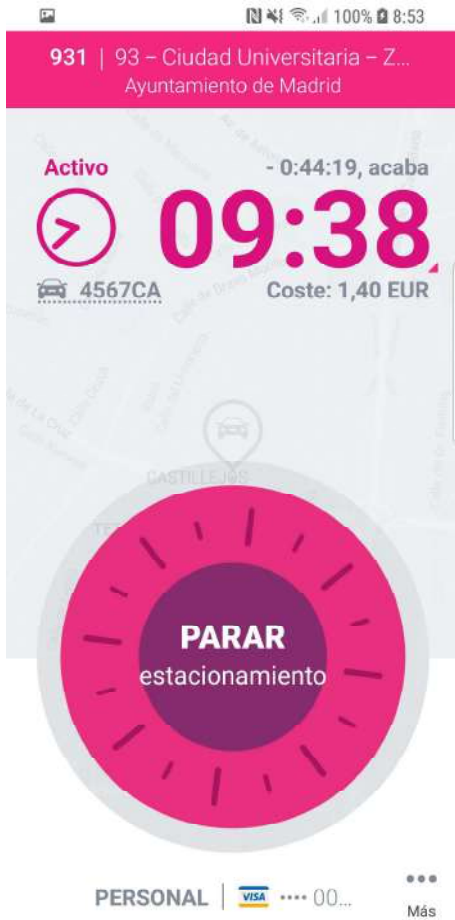 100% 8:53
931 | 93 – Ciudad Universitaria – Z...
Ayuntamiento de Madrid
Activo
- 0:44:19, acaba
09:38
4567CA
Coste: 1,40 EUR
CASTILLEJOS
PARAR
estacionamiento
PERSONAL | VISA •••• 00...
Más